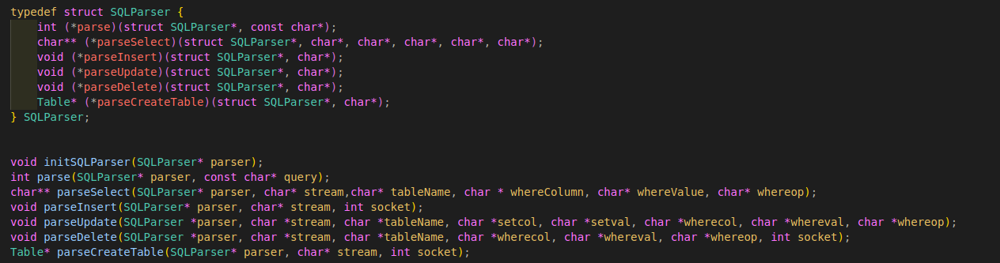 typedef struct SQLParser {
    int (*parse)(struct SQLParser*, const char*);
    char** (*parseSelect)(struct SQLParser*, char*, char*, char*, char*, char*);
    void (*parseInsert)(struct SQLParser*, char*);
    void (*parseUpdate)(struct SQLParser*, char*);
    void (*parseDelete)(struct SQLParser*, char*);
    Table* (*parseCreateTable)(struct SQLParser*, char*);
} SQLParser;
void initSQLParser(SQLParser* parser);
int parse(SQLParser* parser, const char* query);
char** parseSelect(SQLParser* parser, char* stream,char* tableName, char * whereColumn, char* whereValue, char* whereop);
void parseInsert(SQLParser* parser, char* stream, int socket);
void parseUpdate(SQLParser *parser, char *stream, char *tableName, char *setcol, char *setval, char *wherecol, char *whereval, char *whereop);
void parseDelete(SQLParser *parser, char *stream, char *tableName, char *wherecol, char *whereval, char *whereop, int socket);
Table* parseCreateTable(SQLParser* parser, char* stream, int socket);